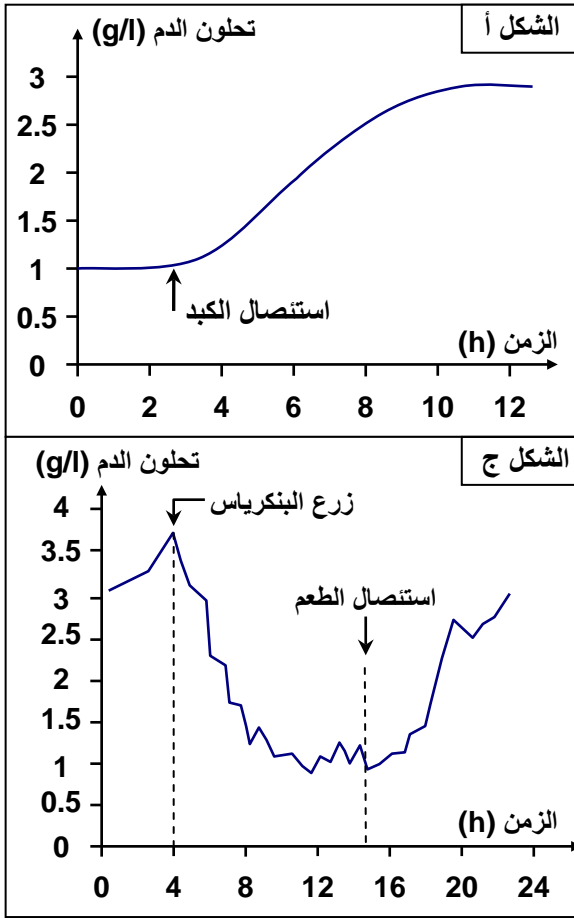 الشكل أ
تحلون الدم (g/l)
3
2.5
2
1.5
1
0.5
0
استئصال الكبد
الزمن (h)
0 2 4 6 8 10 12
الشكل ج
تحلون الدم (g/l)
4
3.5
3
2.5
2
1.5
1
0.5
0
زرع البنكرياس
استئصال الطعم
الزمن (h)
0 4 8 12 16 20 24